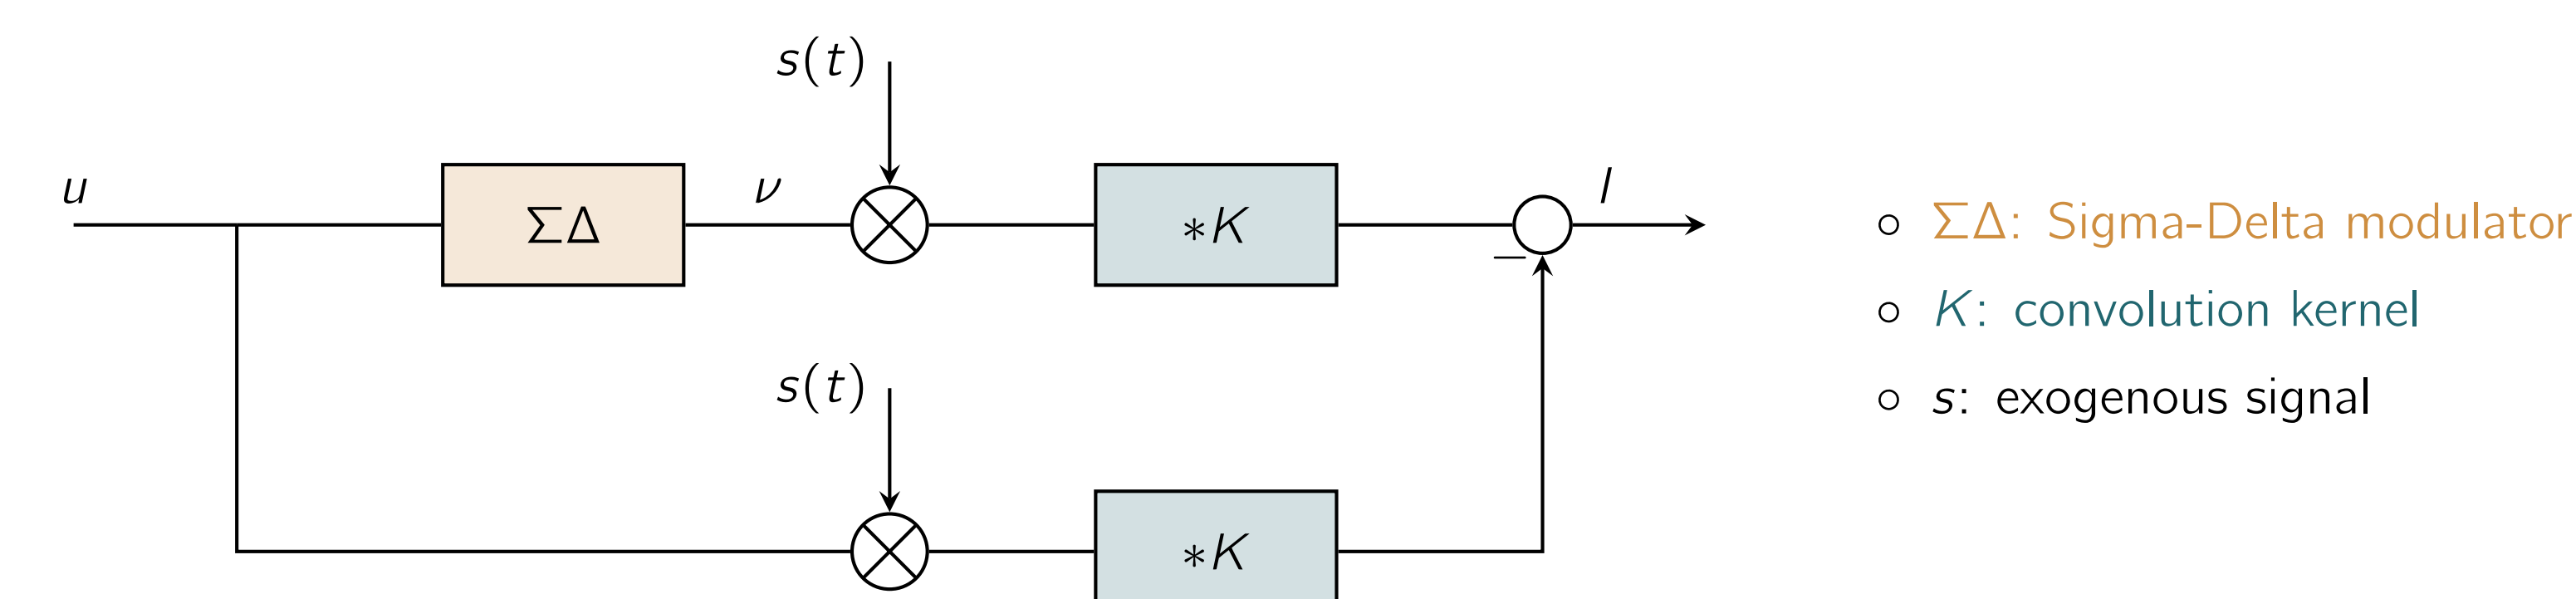 s(t)
u
ΣΔ
ν
∗K
−
I
s(t)
∗K
ΣΔ: Sigma-Delta modulator
K: convolution kernel
s: exogenous signal